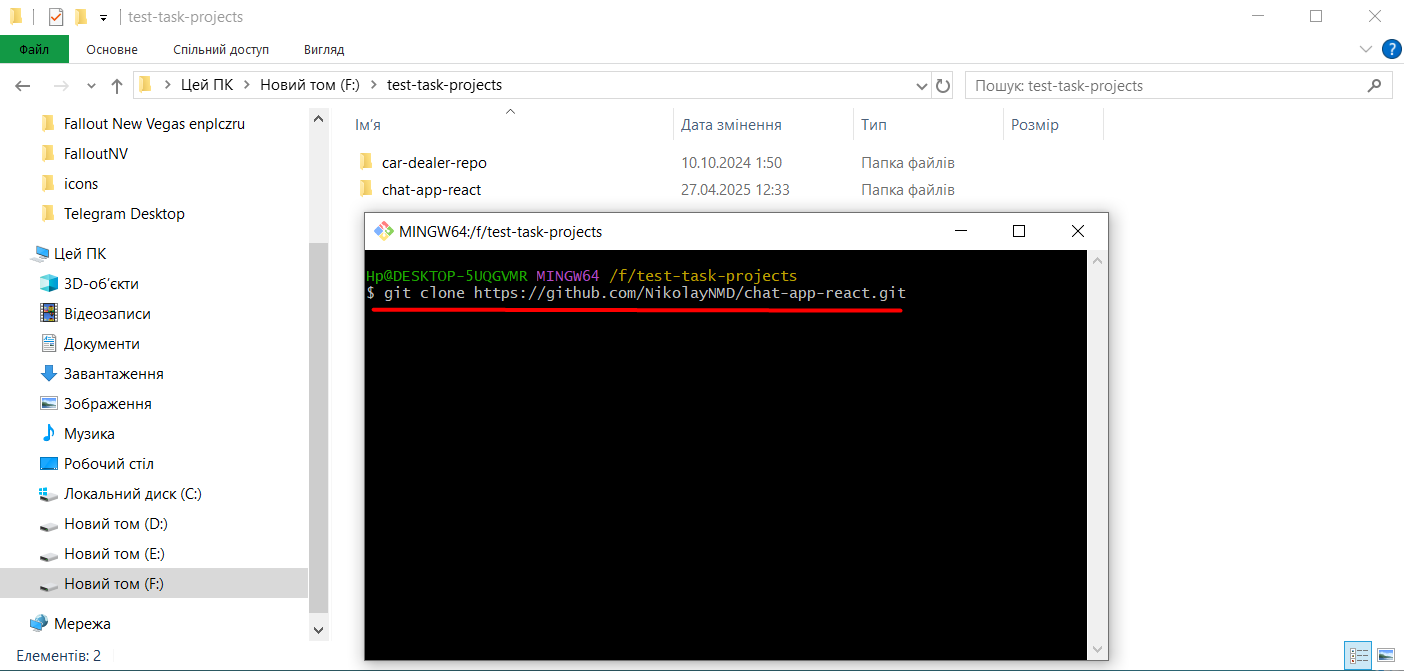 test-task-projects
Файл Основне Спільний доступ Вигляд
?
Цей ПК Новий том (F:) test-task-projects
Пошук: test-task-projects
Fallout New Vegas enplczru
FalloutNV
icons
Telegram Desktop
Цей ПК
3D-об’єкти
Відеозаписи
Документи
Завантаження
Зображення
Музика
Робочий стіл
Локальний диск (C:)
Новий том (D:)
Новий том (E:)
Новий том (F:)
Мережа
Ім’я Дата змінення Тип Розмір
car-dealer-repo 10.10.2024 1:50 Папка файлів
chat-app-react 27.04.2025 12:33 Папка файлів
MINGW64:/f/test-task-projects
Hp@DESKTOP-5UQGVMR MINGW64 /f/test-task-projects
$ git clone https://github.com/NikolayNMD/chat-app-react.git
Елементів: 2